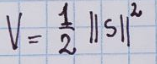 V = 1/2 ||s||²